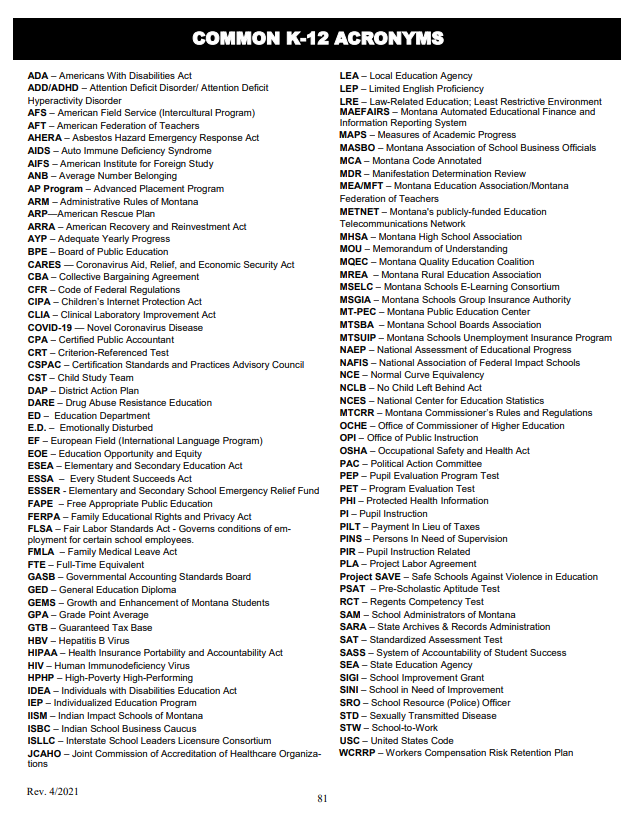 COMMON K-12 ACRONYMS
ADA – Americans With Disabilities Act
ADD/ADHD – Attention Deficit Disorder/ Attention Deficit
Hyperactivity Disorder
AFS – American Field Service (Intercultural Program)
AFT – American Federation of Teachers
AHERA – Asbestos Hazard Emergency Response Act
AIDS – Auto Immune Deficiency Syndrome
AIFS – American Institute for Foreign Study
ANB – Average Number Belonging
AP Program – Advanced Placement Program
ARM – Administrative Rules of Montana
ARP—American Rescue Plan
ARRA – American Recovery and Reinvestment Act
AYP – Adequate Yearly Progress
BPE – Board of Public Education
CARES — Coronavirus Aid, Relief, and Economic Security Act
CBA – Collective Bargaining Agreement
CFR – Code of Federal Regulations
CIPA – Children's Internet Protection Act
CLIA – Clinical Laboratory Improvement Act
COVID-19 — Novel Coronavirus Disease
CPA – Certified Public Accountant
CRT – Criterion-Referenced Test
CSPAC – Certification Standards and Practices Advisory Council
CST – Child Study Team
DAP – District Action Plan
DARE – Drug Abuse Resistance Education
ED – Education Department
E.D. – Emotionally Disturbed
EF – European Field (International Language Program)
EOE – Education Opportunity and Equity
ESEA – Elementary and Secondary Education Act
ESSA – Every Student Succeeds Act
ESSER - Elementary and Secondary School Emergency Relief Fund
FAPE – Free Appropriate Public Education
FERPA – Family Educational Rights and Privacy Act
FLSA – Fair Labor Standards Act - Governs conditions of em-
ployment for certain school employees.
FMLA – Family Medical Leave Act
FTE – Full-Time Equivalent
GASB – Governmental Accounting Standards Board
GED – General Education Diploma
GEMS – Growth and Enhancement of Montana Students
GPA – Grade Point Average
GTB – Guaranteed Tax Base
HBV – Hepatitis B Virus
HIPAA – Health Insurance Portability and Accountability Act
HIV – Human Immunodeficiency Virus
HPHP – High-Poverty High-Performing
IDEA – Individuals with Disabilities Education Act
IEP – Individualized Education Program
IISM – Indian Impact Schools of Montana
ISBC – Indian School Business Caucus
ISLLC – Interstate School Leaders Licensure Consortium
JCAHO – Joint Commission of Accreditation of Healthcare Organiza-
tions
LEA – Local Education Agency
LEP – Limited English Proficiency
LRE – Law-Related Education; Least Restrictive Environment
MAEFAIRS – Montana Automated Educational Finance and
Information Reporting System
MAPS – Measures of Academic Progress
MASBO – Montana Association of School Business Officials
MCA – Montana Code Annotated
MDR – Manifestation Determination Review
MEA/MFT – Montana Education Association/Montana
Federation of Teachers
METNET – Montana's publicly-funded Education
Telecommunications Network
MHSA – Montana High School Association
MOU – Memorandum of Understanding
MQEC – Montana Quality Education Coalition
MREA – Montana Rural Education Association
MSELC – Montana Schools E-Learning Consortium
MSGIA – Montana Schools Group Insurance Authority
MT-PEC – Montana Public Education Center
MTSBA – Montana School Boards Association
MTSUIP – Montana Schools Unemployment Insurance Program
NAEP – National Assessment of Educational Progress
NAFIS – National Association of Federal Impact Schools
NCE – Normal Curve Equivalency
NCLB – No Child Left Behind Act
NCES – National Center for Education Statistics
MTCRR – Montana Commissioner's Rules and Regulations
OCHE – Office of Commissioner of Higher Education
OPI – Office of Public Instruction
OSHA – Occupational Safety and Health Act
PAC – Political Action Committee
PEP – Pupil Evaluation Program Test
PET – Program Evaluation Test
PHI – Protected Health Information
PI – Pupil Instruction
PILT – Payment In Lieu of Taxes
PINS – Persons In Need of Supervision
PIR – Pupil Instruction Related
PLA – Project Labor Agreement
Project SAVE – Safe Schools Against Violence in Education
PSAT – Pre-Scholastic Aptitude Test
RCT – Regents Competency Test
SAM – School Administrators of Montana
SARA – State Archives & Records Administration
SAT – Standardized Assessment Test
SASS – System of Accountability of Student Success
SEA – State Education Agency
SIGI – School Improvement Grant
SINI – School in Need of Improvement
SRO – School Resource (Police) Officer
STD – Sexually Transmitted Disease
STW – School-to-Work
USC – United States Code
WCRRP – Workers Compensation Risk Retention Plan
Rev. 4/2021
81